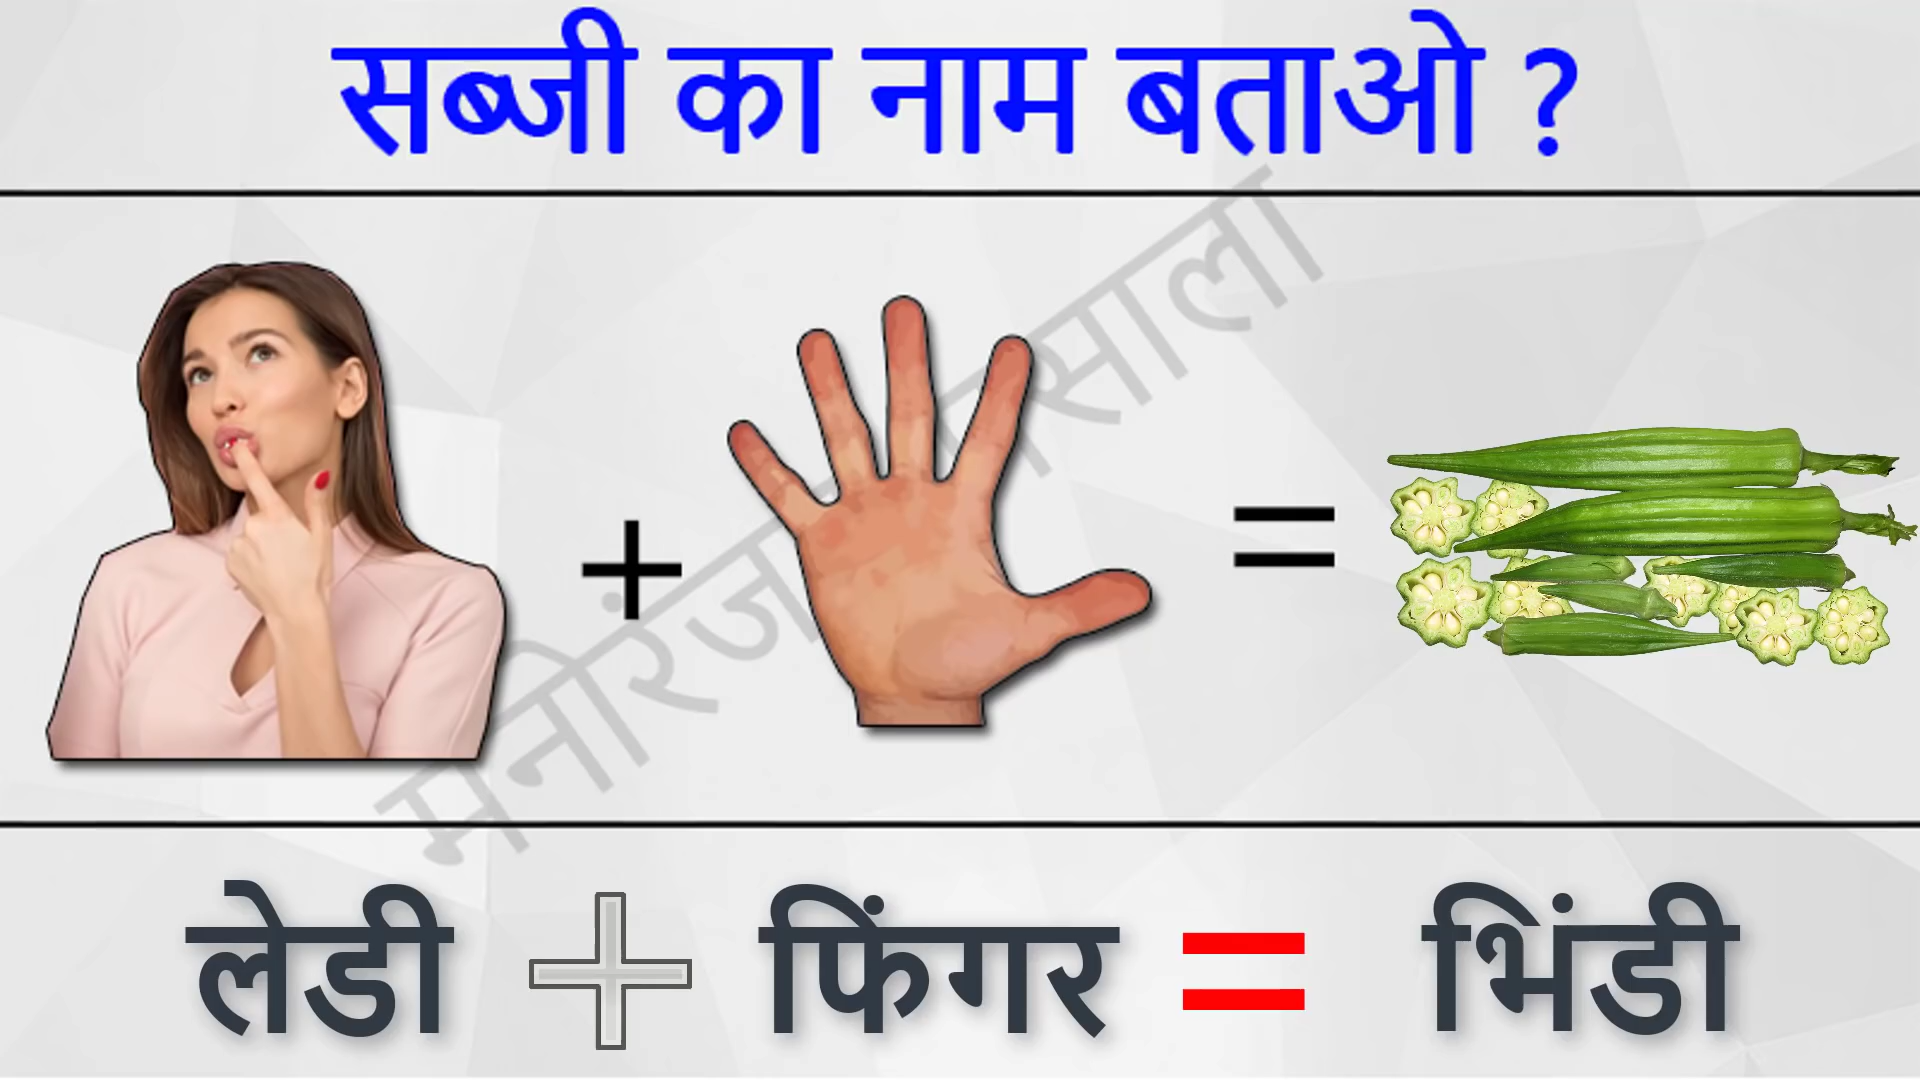 सब्जी का नाम बताओ ?
+ =
लेडी + फिंगर = भिंडी